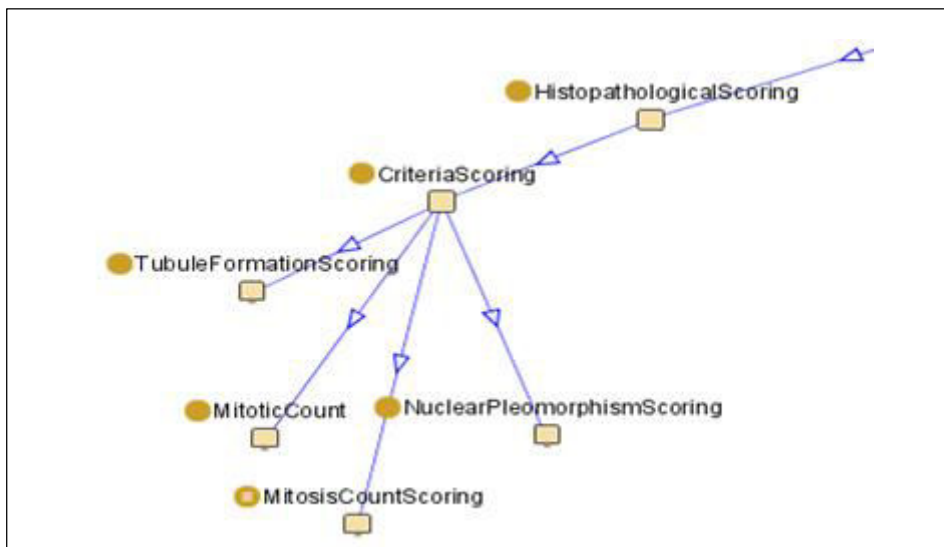 HistopathologicalScoring
CriteriaScoring
TubuleFormationScoring
MitoticCount
NuclearPleomorphismScoring
MitosisCountScoring